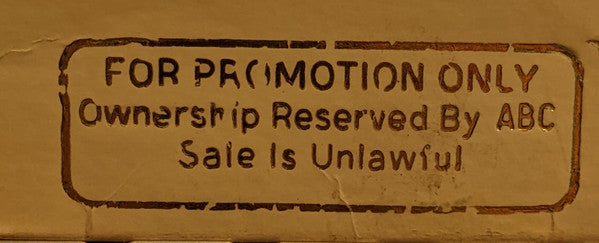 FOR PROMOTION ONLY
Ownership Reserved By ABC
Sale Is Unlawful